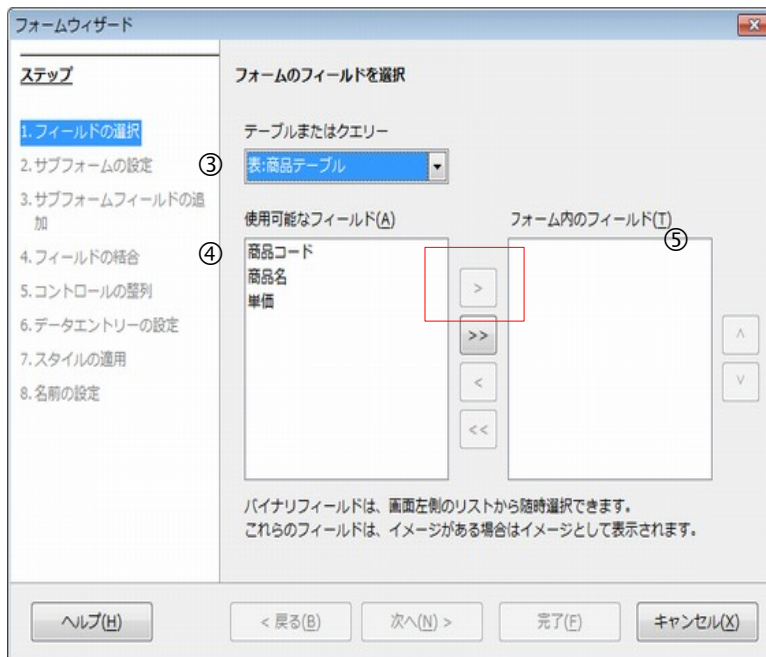 フォームウィザード
ステップ
フォームのフィールドを選択
1.フィールドの選択
テーブルまたはクエリー
2.サブフォームの設定
③
表:商品テーブル
3.サブフォームフィールドの追
加
使用可能なフィールド(A)
フォーム内のフィールド(T)
⑤
4.フィールドの結合
④
商品コード
商品名
単価
>
5.コントロールの整列
6.データエントリーの設定
>>
∧
7.スタイルの適用
<
∨
8.名前の設定
<<
バイナリフィールドは、画面左側のリストから随時選択できます。
これらのフィールドは、イメージがある場合はイメージとして表示されます。
ヘルプ(H)
< 戻る(B)
次へ(N) >
完了(F)
キャンセル(X)